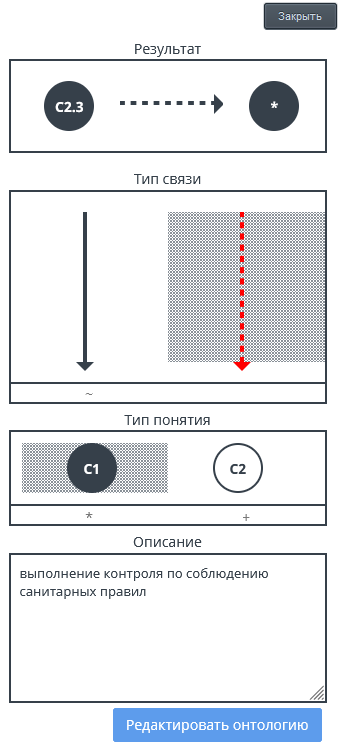 Закрыть
Результат
C2.3 *
Тип связи
~
Тип понятия
C1 C2
* +
Описание
выполнение контроля по соблюдению
санитарных правил
Редактировать онтологию